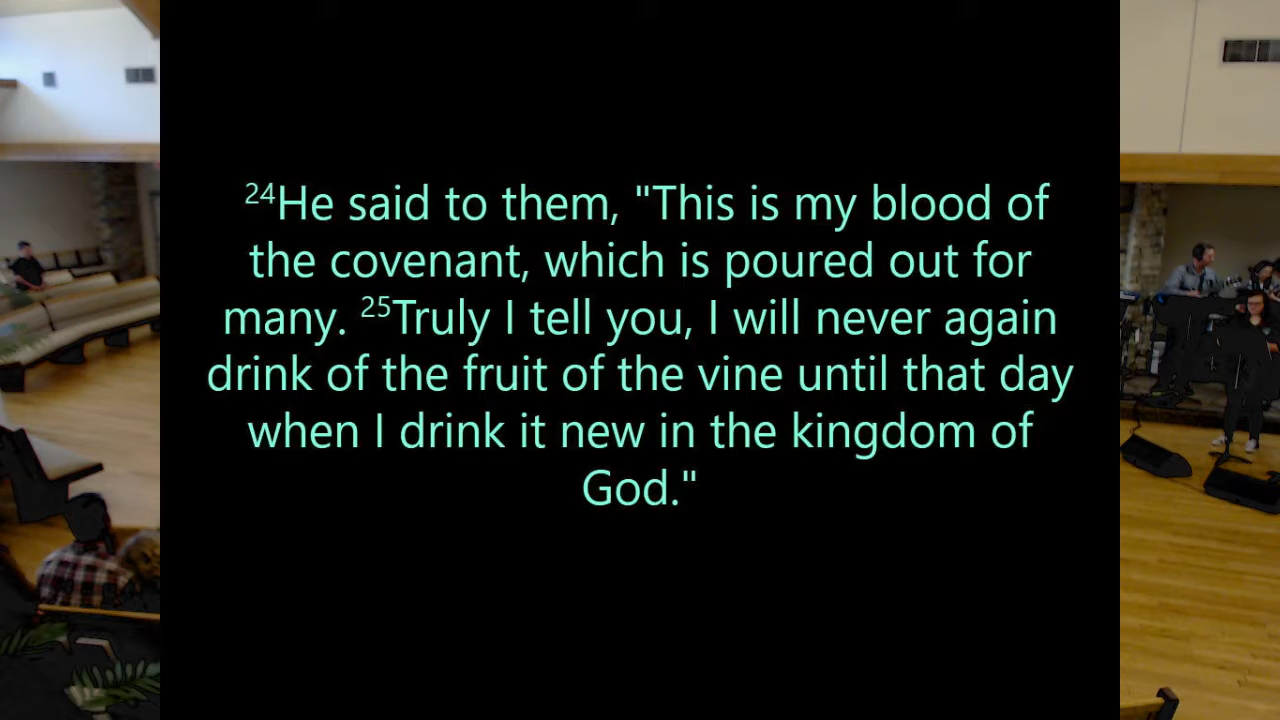 ²⁴He said to them, "This is my blood of
the covenant, which is poured out for
many. ²⁵Truly I tell you, I will never again
drink of the fruit of the vine until that day
when I drink it new in the kingdom of
God."